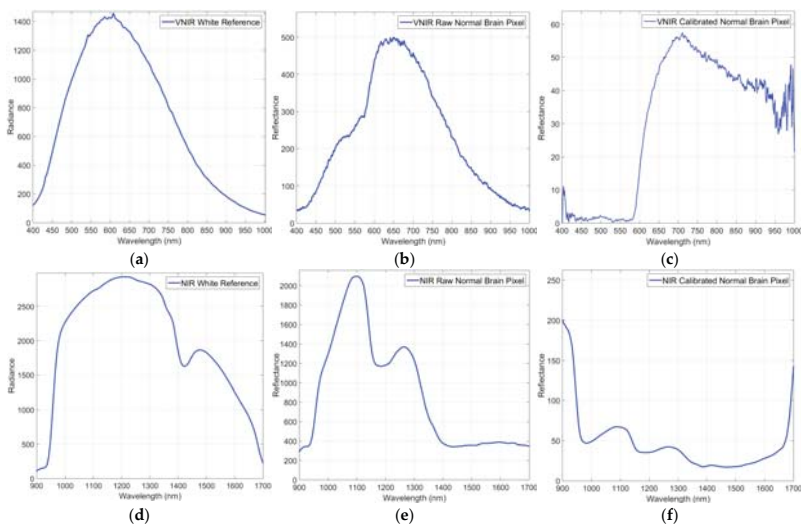 VNIR White Reference
1400
1200
1000
800
600
400
200
0
Radiance
400 450 500 550 600 650 700 750 800 850 900 950 1000
Wavelength (nm)
(a)
VNIR Raw Normal Brain Pixel
500
400
300
200
100
0
Reflectance
400 450 500 550 600 650 700 750 800 850 900 950 1000
Wavelength (nm)
(b)
VNIR Calibrated Normal Brain Pixel
60
50
40
30
20
10
0
Reflectance
400 450 500 550 600 650 700 750 800 850 900 950 1000
Wavelength (nm)
(c)
NIR White Reference
2500
2000
1500
1000
500
0
Radiance
900 1000 1100 1200 1300 1400 1500 1600 1700
Wavelength (nm)
(d)
NIR Raw Normal Brain Pixel
2000
1800
1600
1400
1200
1000
800
600
400
200
0
Reflectance
900 1000 1100 1200 1300 1400 1500 1600 1700
Wavelength (nm)
(e)
NIR Calibrated Normal Brain Pixel
250
200
150
100
50
0
Reflectance
900 1000 1100 1200 1300 1400 1500 1600 1700
Wavelength (nm)
(f)